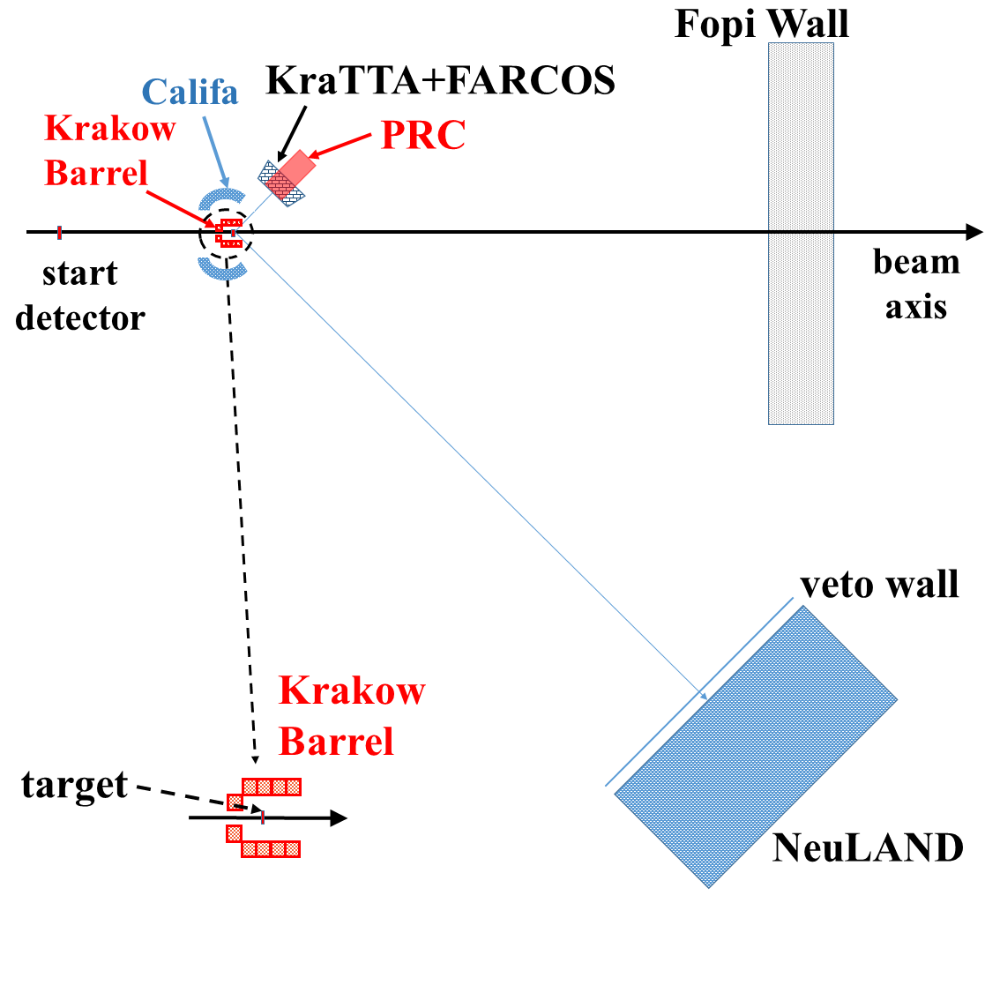 Fopi Wall
KraTTA+FARCOS
Califa
Krakow
Barrel
PRC
start
detector
beam
axis
veto wall
Krakow
Barrel
target
NeuLAND